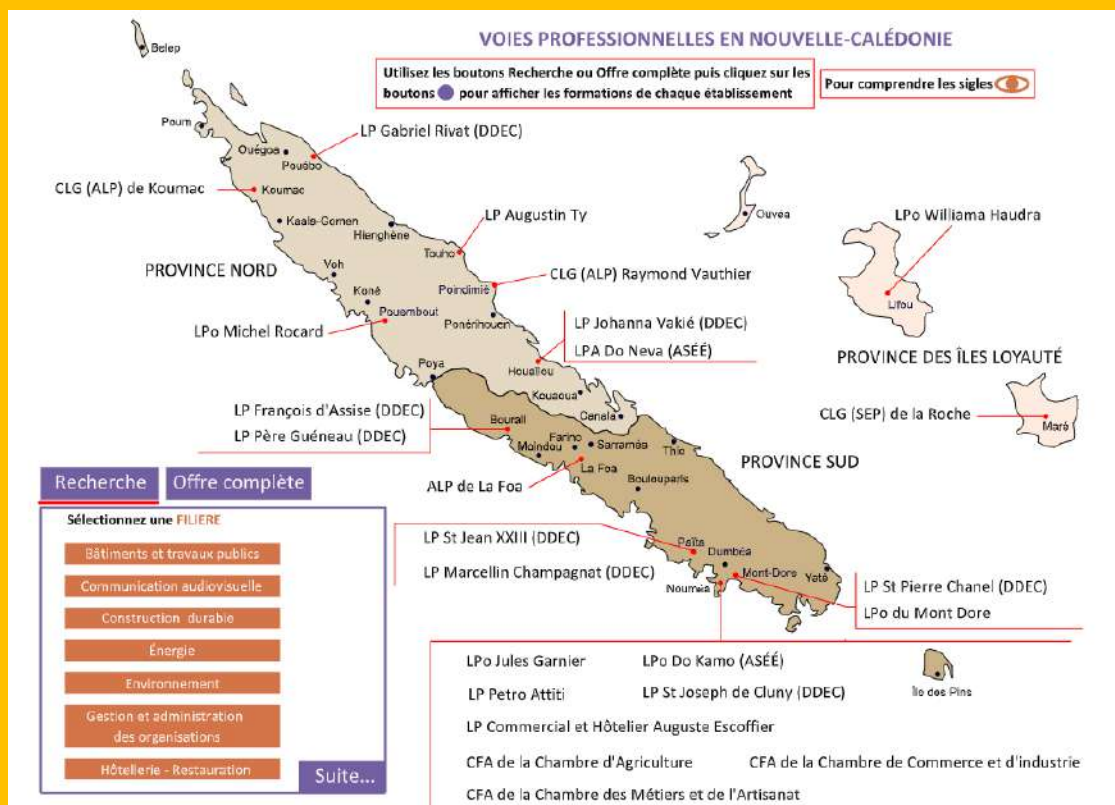 VOIES PROFESSIONNELLES EN NOUVELLE-CALÉDONIE
Utilisez les boutons Recherche ou Offre complète puis cliquez sur les
boutons pour afficher les formations de chaque établissement
Pour comprendre les sigles
Belep
Poum
LP Gabriel Rivat (DDEC)
Ouégoa
Pouébo
CLG (ALP) de Koumac
Koumac
Kaala-Gomen
Hienghène
LP Augustin Ty
Touho
Ouvéa
LPo Williama Haudra
Lifou
PROVINCE NORD
Voh
CLG (ALP) Raymond Vauthier
Poindimié
Koné
Pouembout
Ponérihouen
LPo Michel Rocard
LP Johanna Vakié (DDEC)
LPA Do Neva (ASÉÉ)
PROVINCE DES ÎLES LOYAUTÉ
Poya
Houaïlou
Kouaoua
Canala
LP François d'Assise (DDEC)
LP Père Guéneau (DDEC)
CLG (SEP) de la Roche
Maré
Bourail
Farino
Sarraméa
Moindou
Thio
La Foa
PROVINCE SUD
ALP de La Foa
Boulouparis
Recherche
Offre complète
Sélectionnez une FILIERE
Bâtiments et travaux publics
Communication audiovisuelle
Construction durable
Énergie
Environnement
Gestion et administration
des organisations
Hôtellerie - Restauration
Suite...
LP St Jean XXIII (DDEC)
LP Marcellin Champagnat (DDEC)
Païta
Dumbéa
Mont-Dore
Nouméa
Yaté
LP St Pierre Chanel (DDEC)
LPo du Mont Dore
LPo Jules Garnier
LPo Do Kamo (ASÉÉ)
LP Petro Attiti
LP St Joseph de Cluny (DDEC)
Île des Pins
LP Commercial et Hôtelier Auguste Escoffier
CFA de la Chambre d'Agriculture
CFA de la Chambre de Commerce et d'industrie
CFA de la Chambre des Métiers et de l'Artisanat